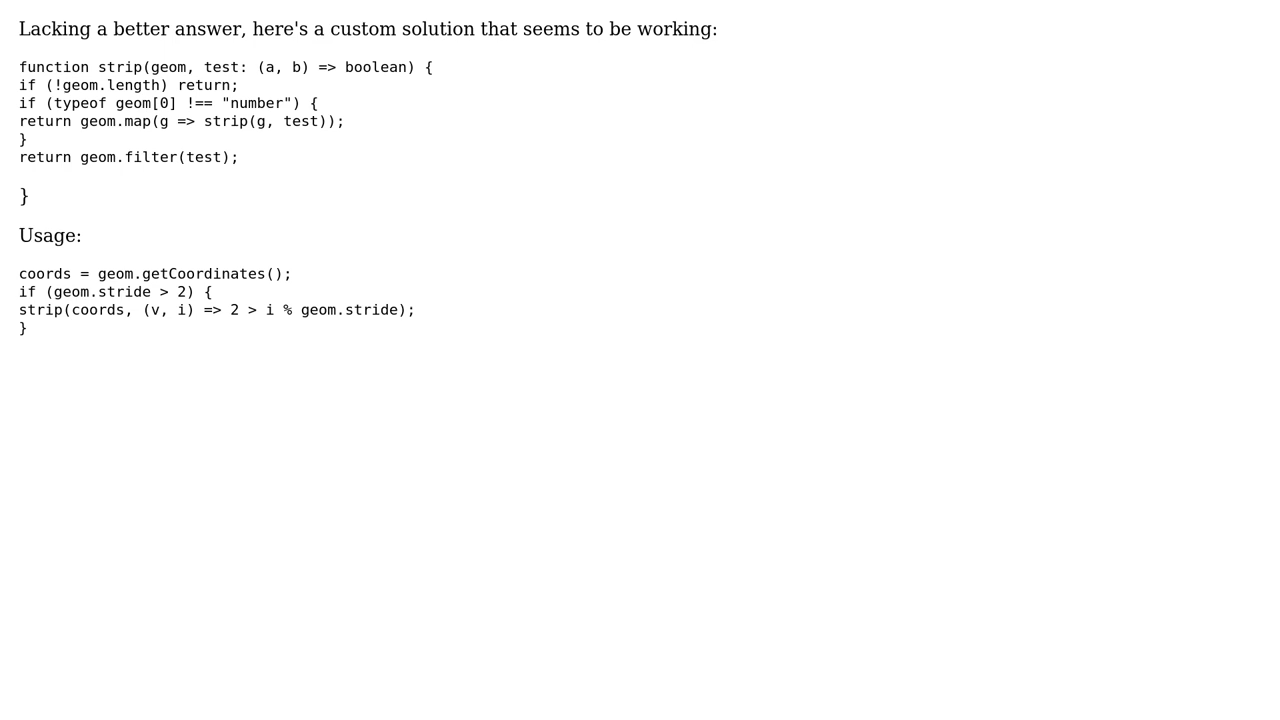 Lacking a better answer, here's a custom solution that seems to be working:
function strip(geom, test: (a, b) => boolean) {
if (!geom.length) return;
if (typeof geom[0] !== "number") {
return geom.map(g => strip(g, test));
}
return geom.filter(test);
}
Usage:
coords = geom.getCoordinates();
if (geom.stride > 2) {
strip(coords, (v, i) => 2 > i % geom.stride);
}